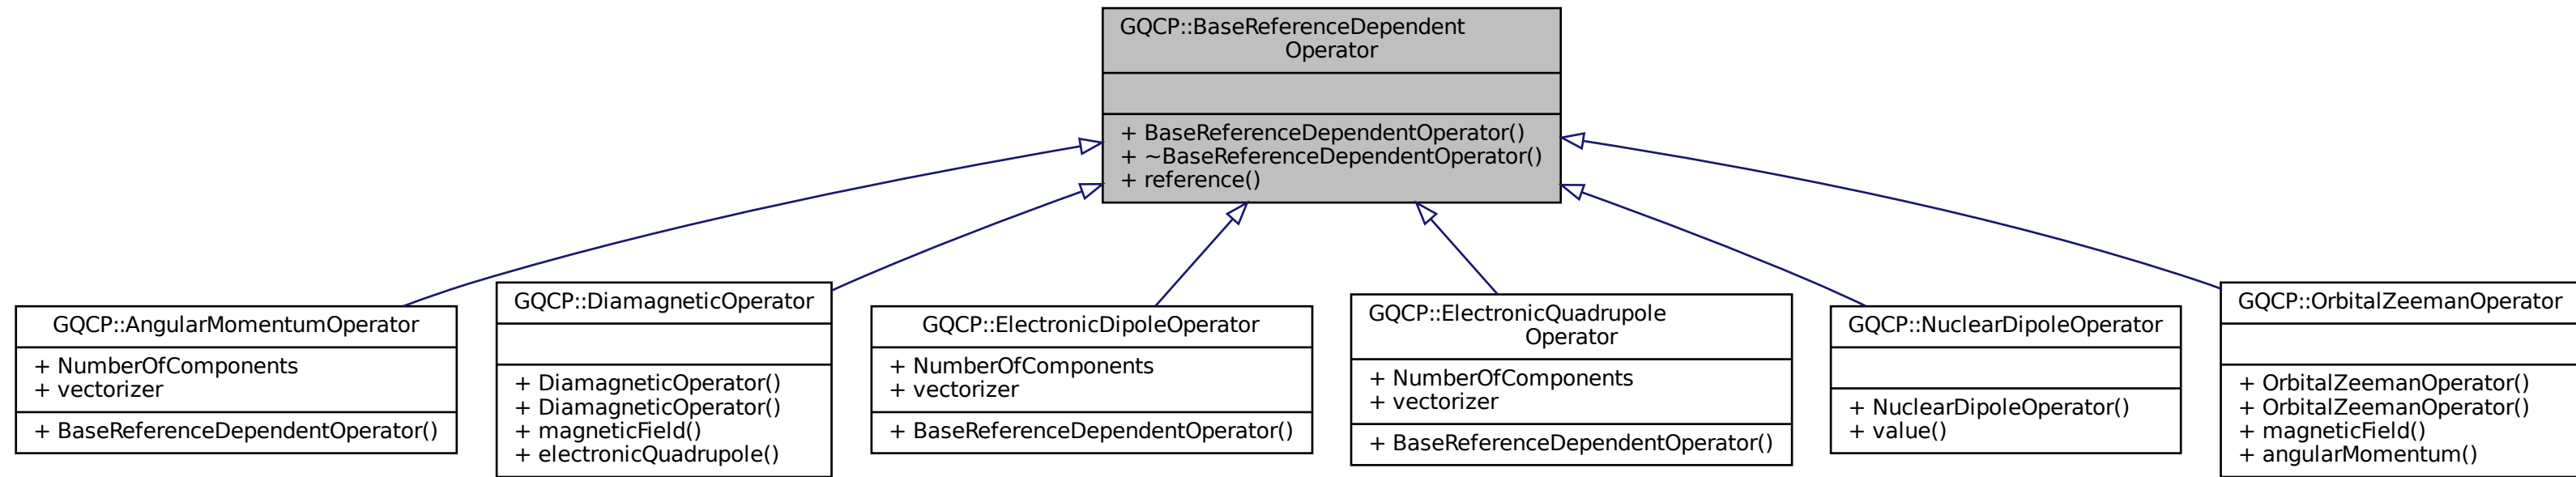 GQCP::BaseReferenceDependent
Operator
+ BaseReferenceDependentOperator()
+ ~BaseReferenceDependentOperator()
+ reference()
GQCP::AngularMomentumOperator
+ NumberOfComponents
+ vectorizer
+ BaseReferenceDependentOperator()
GQCP::DiamagneticOperator
+ DiamagneticOperator()
+ DiamagneticOperator()
+ magneticField()
+ electronicQuadrupole()
GQCP::ElectronicDipoleOperator
+ NumberOfComponents
+ vectorizer
+ BaseReferenceDependentOperator()
GQCP::ElectronicQuadrupole
Operator
+ NumberOfComponents
+ vectorizer
+ BaseReferenceDependentOperator()
GQCP::NuclearDipoleOperator
+ NuclearDipoleOperator()
+ value()
GQCP::OrbitalZeemanOperator
+ OrbitalZeemanOperator()
+ OrbitalZeemanOperator()
+ magneticField()
+ angularMomentum()